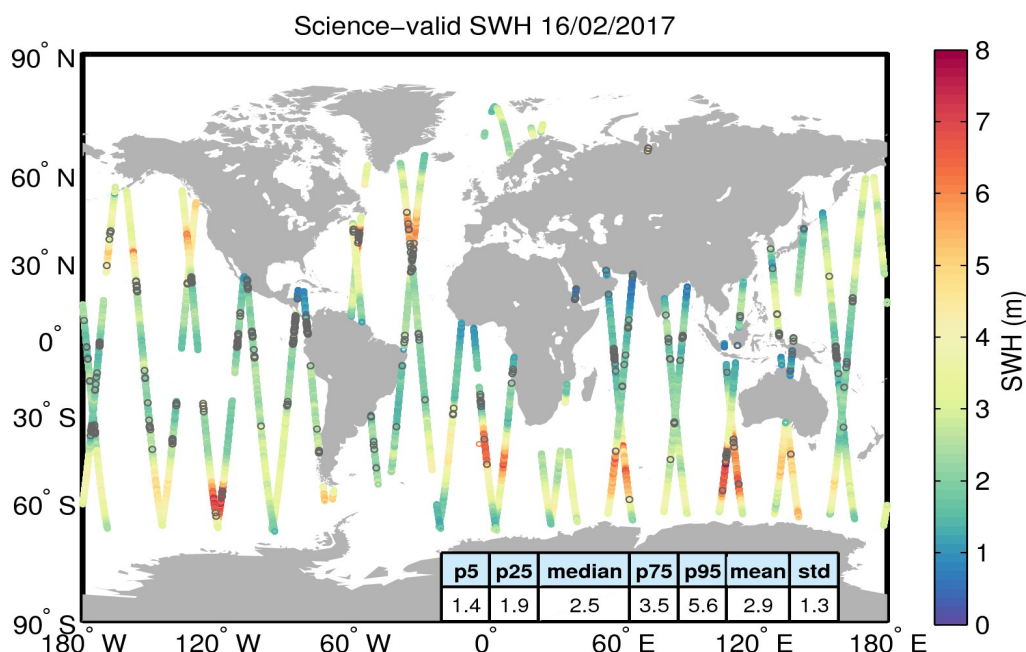 Science−valid SWH 16/02/2017
90° N
60° N
30° N
0°
30° S
60° S
90° S
180° W
120° W
60° W
0°
60° E
120° E
180° E
p5 p25 median p75 p95 mean std
1.4 1.9 2.5 3.5 5.6 2.9 1.3
8
7
6
5
4
3
2
1
0
SWH (m)